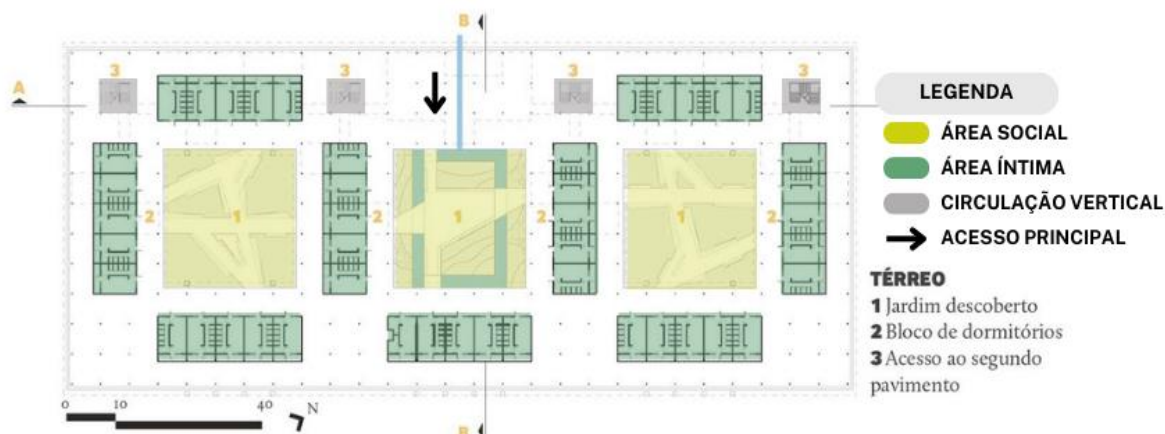 B
3 3 3 3
A
1 1 1
2 2 2 2
0 10 40 N
B
LEGENDA
ÁREA SOCIAL
ÁREA ÍNTIMA
CIRCULAÇÃO VERTICAL
ACESSO PRINCIPAL
TÉRREO
1 Jardim descoberto
2 Bloco de dormitórios
3 Acesso ao segundo
pavimento